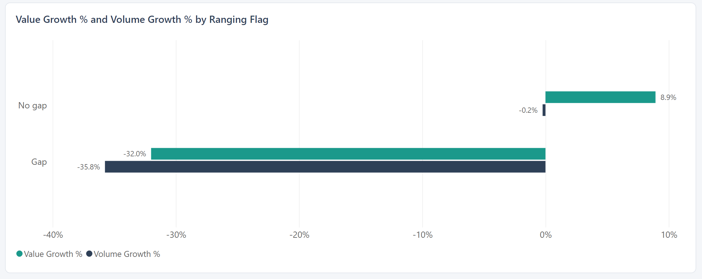 Value Growth % and Volume Growth % by Ranging Flag
No gap
8.9%
-0.2%
Gap
-32.0%
-35.8%
-40%
-30%
-20%
-10%
0%
10%
Value Growth %
Volume Growth %